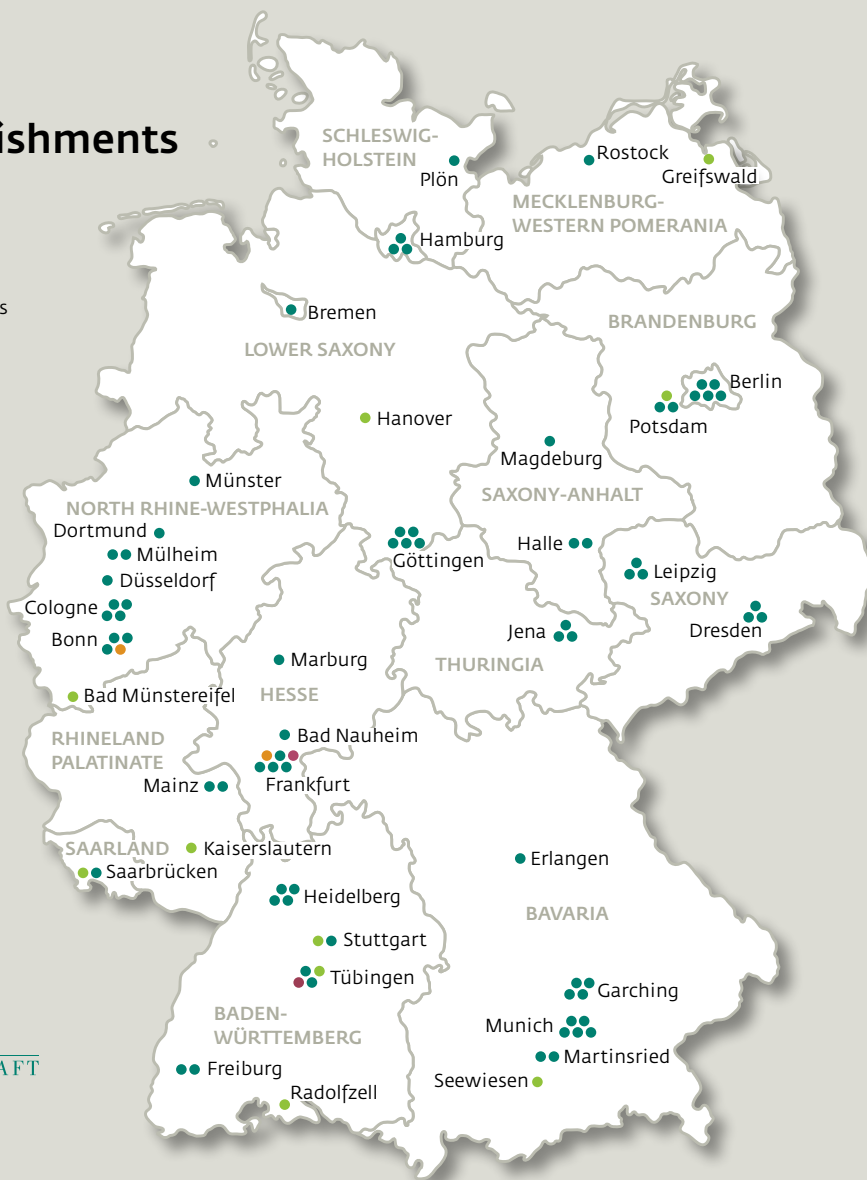 ishments
SCHLESWIG-
HOLSTEIN
Plön
Rostock
Greifswald
MECKLENBURG-
WESTERN POMERANIA
Hamburg
s
Bremen
BRANDENBURG
LOWER SAXONY
Berlin
Hanover
Potsdam
Magdeburg
Münster
SAXONY-ANHALT
NORTH RHINE-WESTPHALIA
Dortmund
Mülheim
Göttingen
Halle
Leipzig
Düsseldorf
SAXONY
Cologne
Dresden
Bonn
Jena
THURINGIA
Marburg
Bad Münstereifel
HESSE
RHINELAND
PALATINATE
Bad Nauheim
Frankfurt
Mainz
SAARLAND
Kaiserslautern
Saarbrücken
Erlangen
Heidelberg
BAVARIA
Stuttgart
Tübingen
Garching
BADEN-
WÜRTTEMBERG
Munich
Martinsried
AFT
Freiburg
Seewiesen
Radolfzell